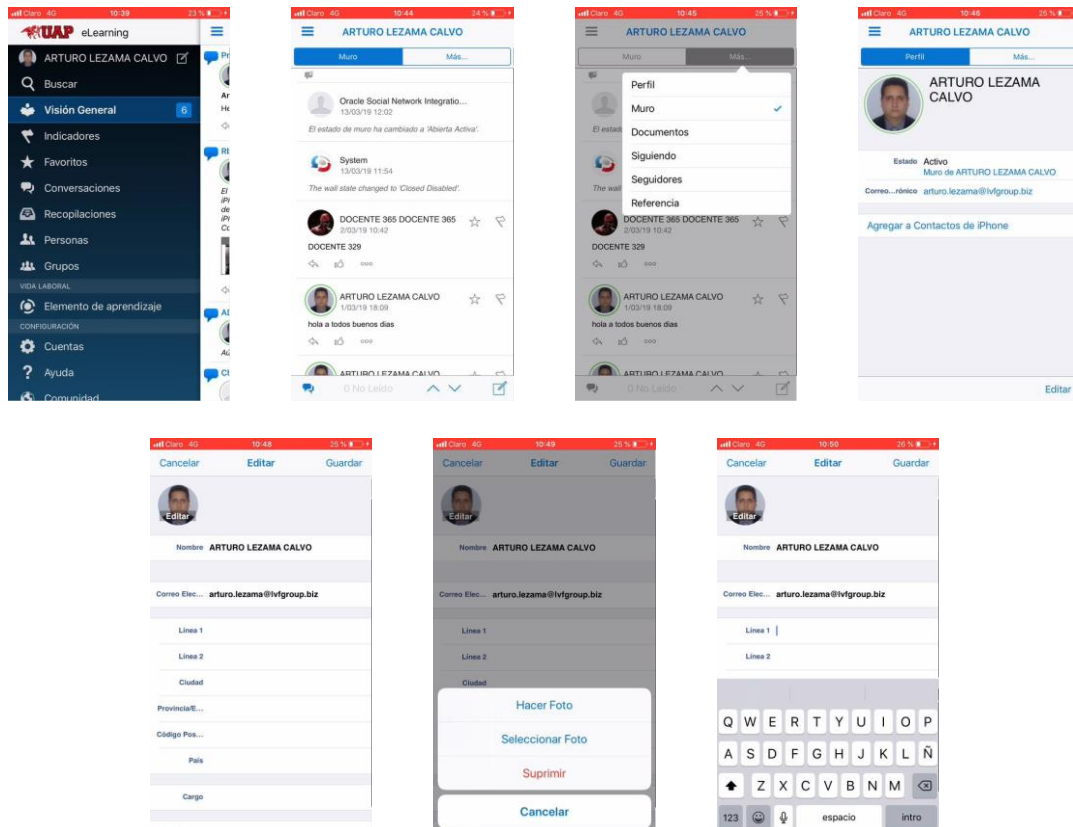 Claro 4G 10:39 23 %
UAP eLearning
ARTURO LEZAMA CALVO
Buscar
Visión General 6
Indicadores
Favoritos
Conversaciones
Recopilaciones
Personas
Grupos
VIDA LABORAL
Elemento de aprendizaje
CONFIGURACIÓN
Cuentas
Ayuda
Comunidad
Claro 4G 10:44 24 %
ARTURO LEZAMA CALVO
Muro Más...
Oracle Social Network Integratio...
13/03/19 12:02
El estado de muro ha cambiado a 'Abierta Activa'.
System
13/03/19 11:54
The wall state changed to 'Closed Disabled'.
DOCENTE 365 DOCENTE 365
2/03/19 10:42
DOCENTE 329
ARTURO LEZAMA CALVO
1/03/19 18:09
hola a todos buenos dias
ARTURO LEZAMA CALVO
0 No Leído
Claro 4G 10:45 25 %
ARTURO LEZAMA CALVO
Muro Más...
Perfil
Muro
Documentos
Siguiendo
Seguidores
Referencia
El estado
The wall
DOCENTE 365 DOCENTE 365
2/03/19 10:42
DOCENTE 329
ARTURO LEZAMA CALVO
1/03/19 18:09
hola a todos buenos dias
ARTURO LEZAMA CALVO
0 No Leído
Claro 4G 10:46 25 %
ARTURO LEZAMA CALVO
Perfil Más...
ARTURO LEZAMA
CALVO
Estado Activo
Muro de ARTURO LEZAMA CALVO
Correo...rónico arturo.lezama@lvfgroup.biz
Agregar a Contactos de iPhone
Editar
Claro 4G 10:48 25 %
Cancelar Editar Guardar
Editar
Nombre ARTURO LEZAMA CALVO
Correo Elec... arturo.lezama@lvfgroup.biz
Línea 1
Línea 2
Ciudad
Provincia/E...
Código Pos...
País
Cargo
Claro 4G 10:49 25 %
Cancelar Editar Guardar
Editar
Nombre ARTURO LEZAMA CALVO
Correo Elec... arturo.lezama@lvfgroup.biz
Línea 1
Línea 2
Ciudad
Hacer Foto
Seleccionar Foto
Suprimir
Cancelar
Claro 4G 10:50 26 %
Cancelar Editar Guardar
Editar
Nombre ARTURO LEZAMA CALVO
Correo Elec... arturo.lezama@lvfgroup.biz
Línea 1
Línea 2
Q W E R T Y U I O P
A S D F G H J K L Ñ
Z X C V B N M
123 espacio intro